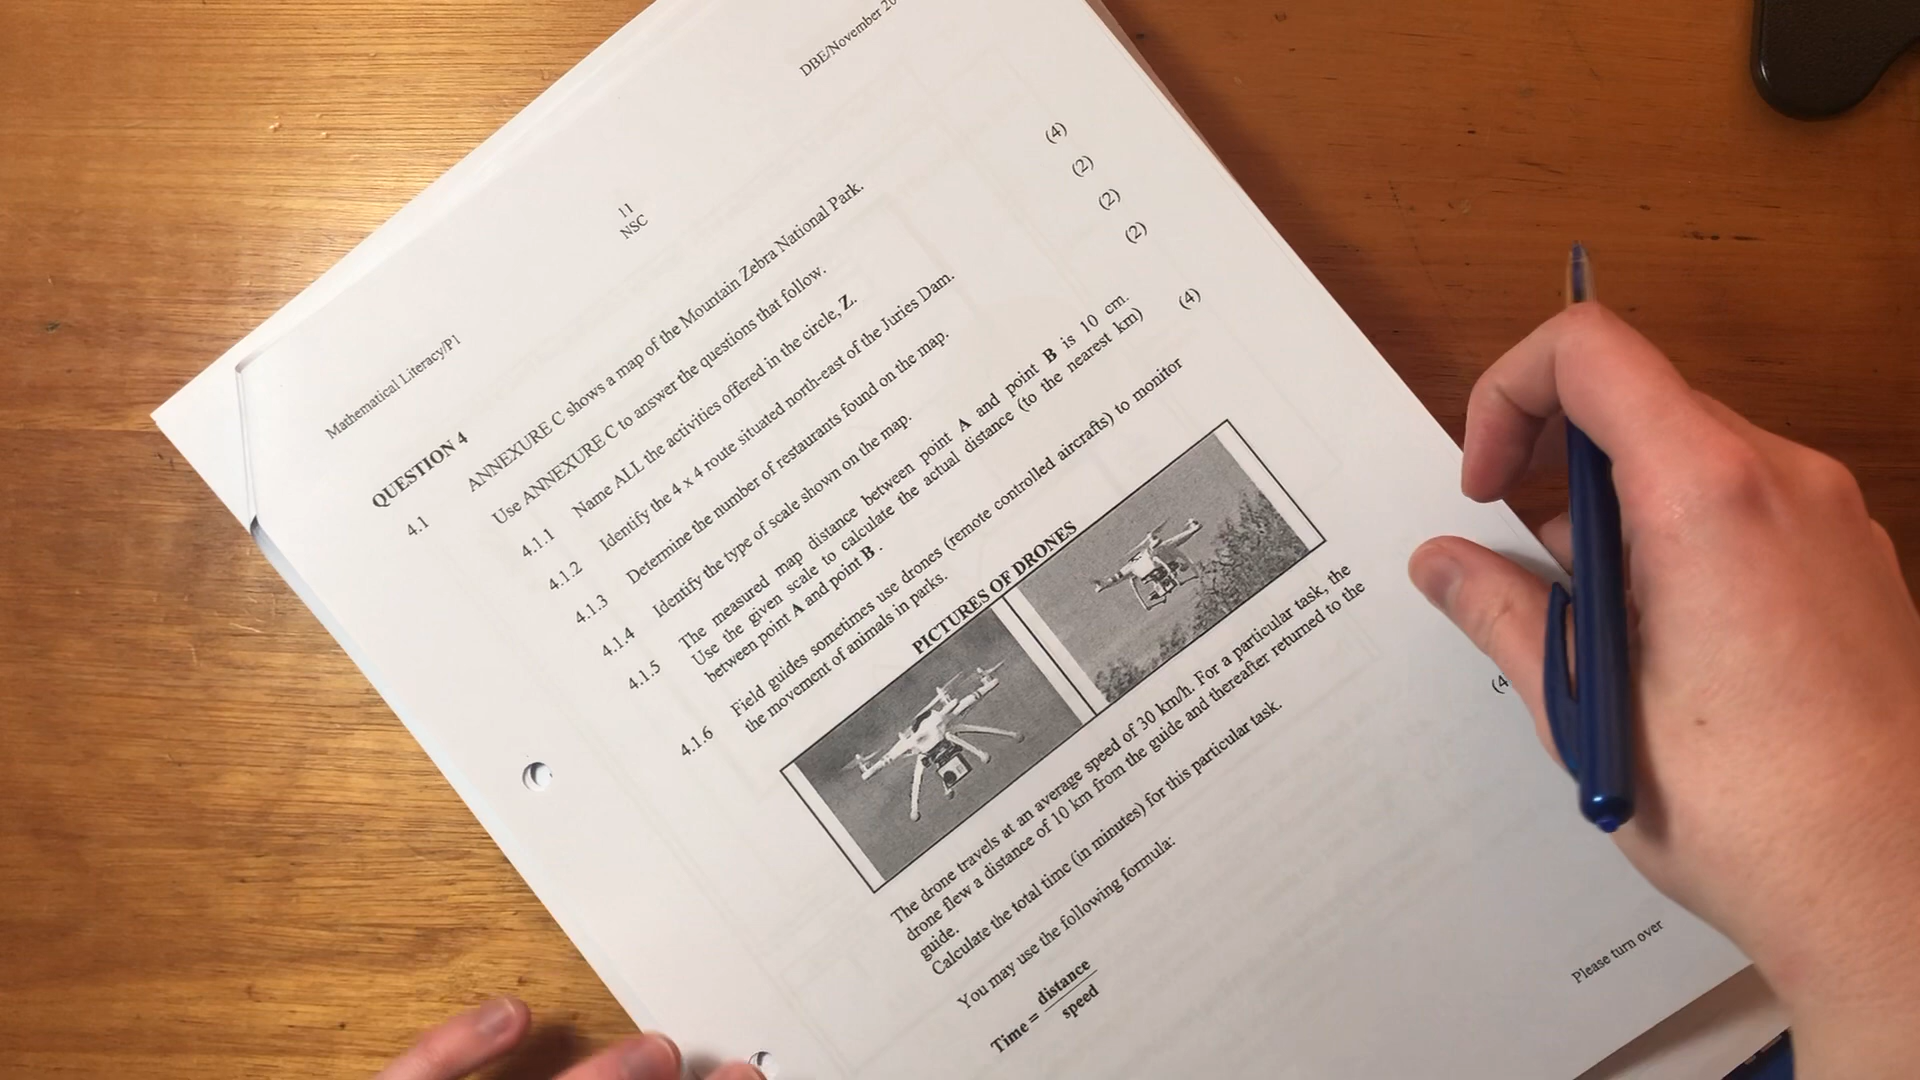 Mathematical Literacy/P1
11
NSC
DBE/November
QUESTION 4
4.1 ANNEXURE C shows a map of the Mountain Zebra National Park.
Use ANNEXURE C to answer the questions that follow.
4.1.1 Name ALL the activities offered in the circle, Z. (4)
4.1.2 Identify the 4 x 4 route situated north-east of the Juries Dam. (2)
4.1.3 Determine the number of restaurants found on the map. (2)
4.1.4 Identify the type of scale shown on the map. (2)
4.1.5 The measured map distance between point A and point B is 10 cm.
Use the given scale to calculate the actual distance (to the nearest km)
between point A and point B. (4)
4.1.6 Field guides sometimes use drones (remote controlled aircrafts) to monitor
the movement of animals in parks.
PICTURES OF DRONES
The drone travels at an average speed of 30 km/h. For a particular task, the
drone flew a distance of 10 km from the guide and thereafter returned to the
guide.
Calculate the total time (in minutes) for this particular task.
You may use the following formula:
(4
Time = distance
speed
Please turn over